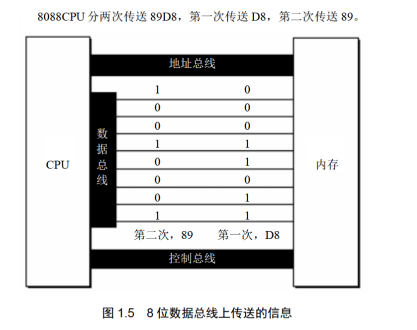 8088CPU 分两次传送 89D8，第一次传送 D8，第二次传送 89。
地址总线
1 0
0 0
0 0
1 1
0 1
0 0
0 1
1 1
数据总线
CPU
内存
第二次，89 第一次，D8
控制总线
图 1.5 8 位数据总线上传送的信息